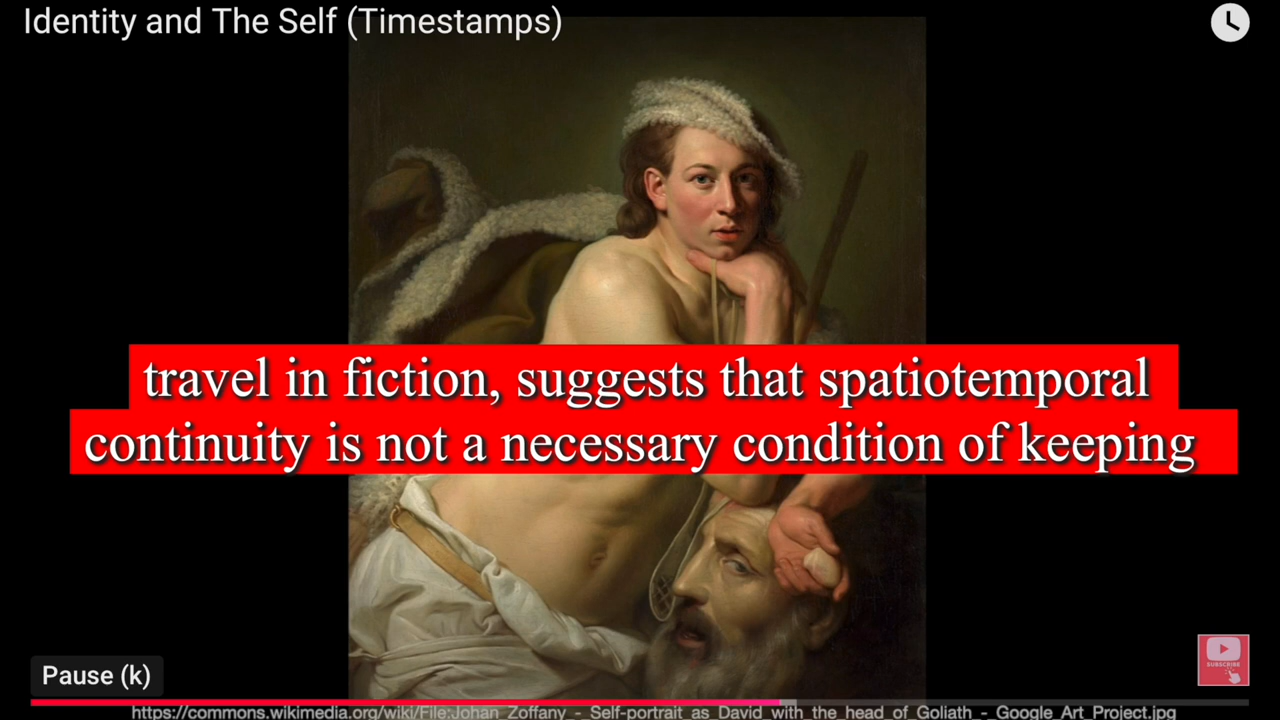 Identity and The Self (Timestamps)
travel in fiction, suggests that spatiotemporal
continuity is not a necessary condition of keeping
SUBSCRIBE
Pause (k)
https://commons.wikimedia.org/wiki/File:Johan_Zoffany_-_Self-portrait_as_David_with_the_head_of_Goliath_-_Google_Art_Project.jpg